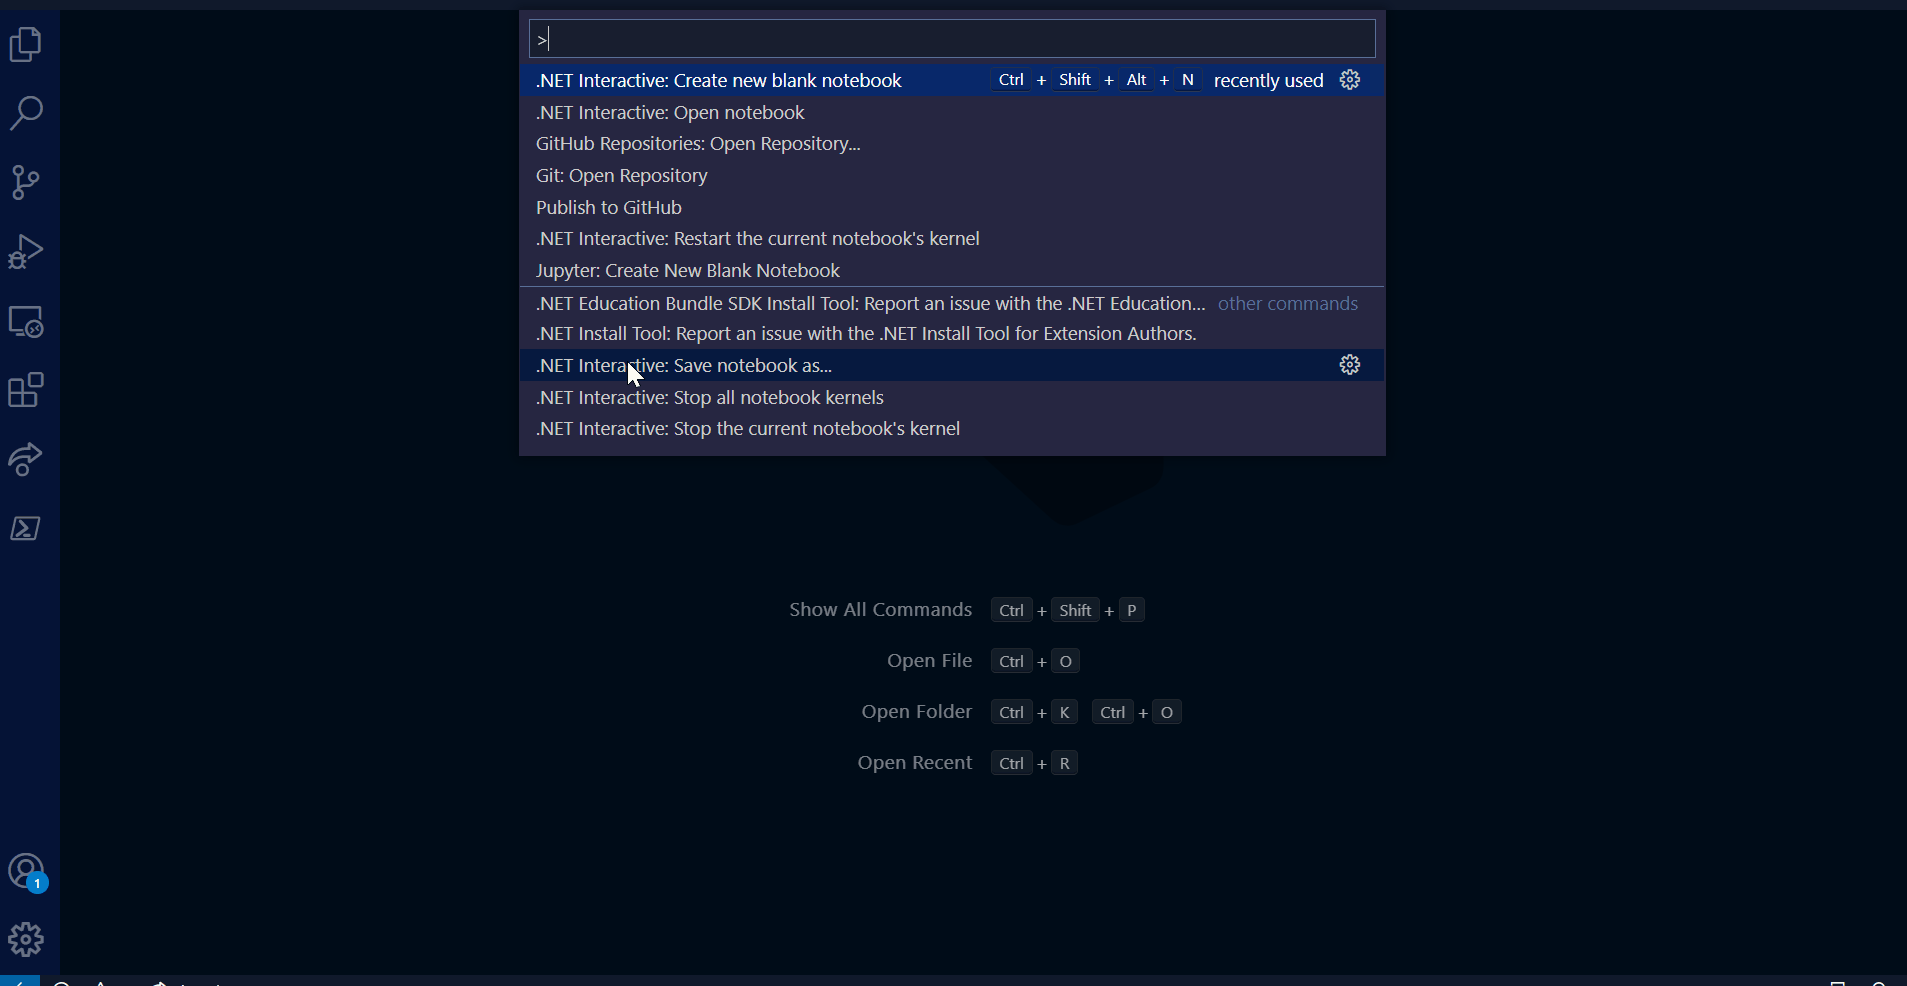 >
.NET Interactive: Create new blank notebook Ctrl + Shift + Alt + N recently used
.NET Interactive: Open notebook
GitHub Repositories: Open Repository...
Git: Open Repository
Publish to GitHub
.NET Interactive: Restart the current notebook's kernel
Jupyter: Create New Blank Notebook
.NET Education Bundle SDK Install Tool: Report an issue with the .NET Education... other commands
.NET Install Tool: Report an issue with the .NET Install Tool for Extension Authors.
.NET Interactive: Save notebook as...
.NET Interactive: Stop all notebook kernels
.NET Interactive: Stop the current notebook's kernel
Show All Commands Ctrl + Shift + P
Open File Ctrl + O
Open Folder Ctrl + K Ctrl + O
Open Recent Ctrl + R
1